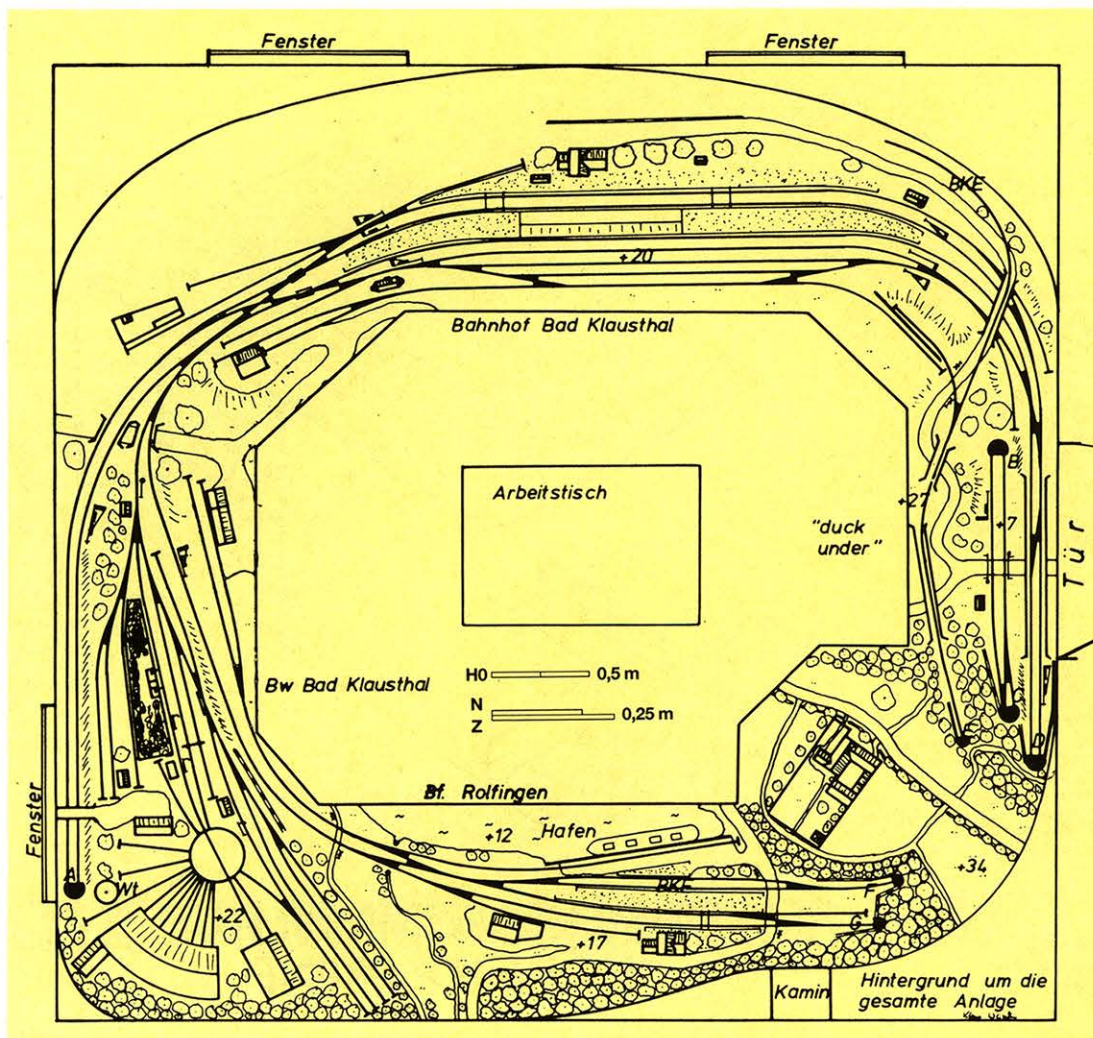 Fenster
Fenster
BKE
+20
Bahnhof Bad Klausthal
B
Arbeitstisch
+27
+7
"duck
under"
Tür
H0 0,5 m
Bw Bad Klausthal
N
Z 0,25 m
E
D
Bf. Rolfingen
Fenster
+12
Hafen
A
Wt
BKE
F
+34
+22
G
+17
Kamin
Hintergrund um die
gesamte Anlage